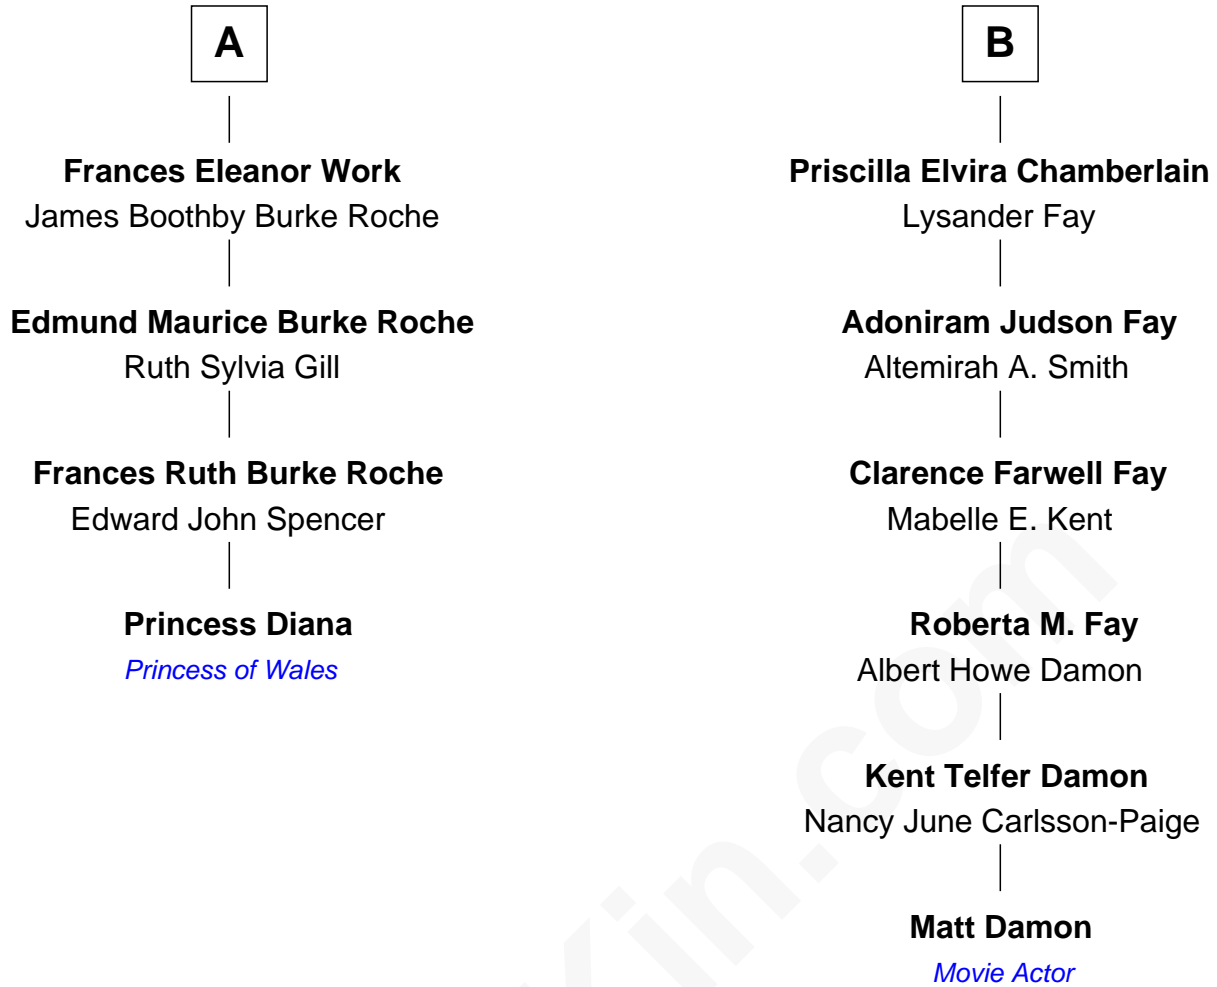 A
Frances Eleanor Work
James Boothby Burke Roche
Edmund Maurice Burke Roche
Ruth Sylvia Gill
Frances Ruth Burke Roche
Edward John Spencer
Princess Diana
Princess of Wales
B
Priscilla Elvira Chamberlain
Lysander Fay
Adoniram Judson Fay
Altemirah A. Smith
Clarence Farwell Fay
Mabelle E. Kent
Roberta M. Fay
Albert Howe Damon
Kent Telfer Damon
Nancy June Carlsson-Paige
Matt Damon
Movie Actor
Kin.com